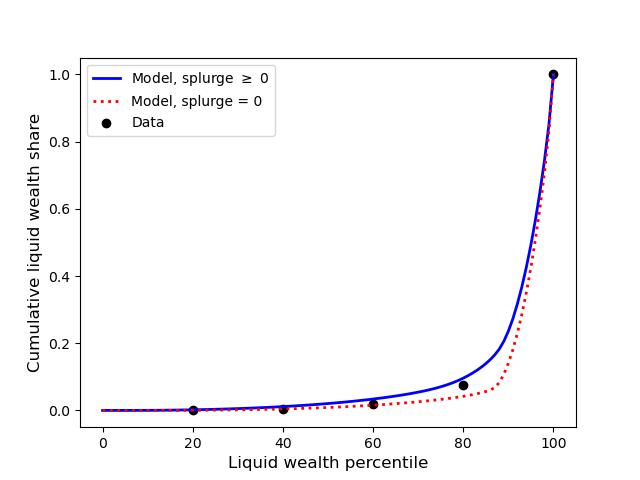 Model, splurge ≥ 0
Model, splurge = 0
Data
Cumulative liquid wealth share
1.0
0.8
0.6
0.4
0.2
0.0
0 20 40 60 80 100
Liquid wealth percentile